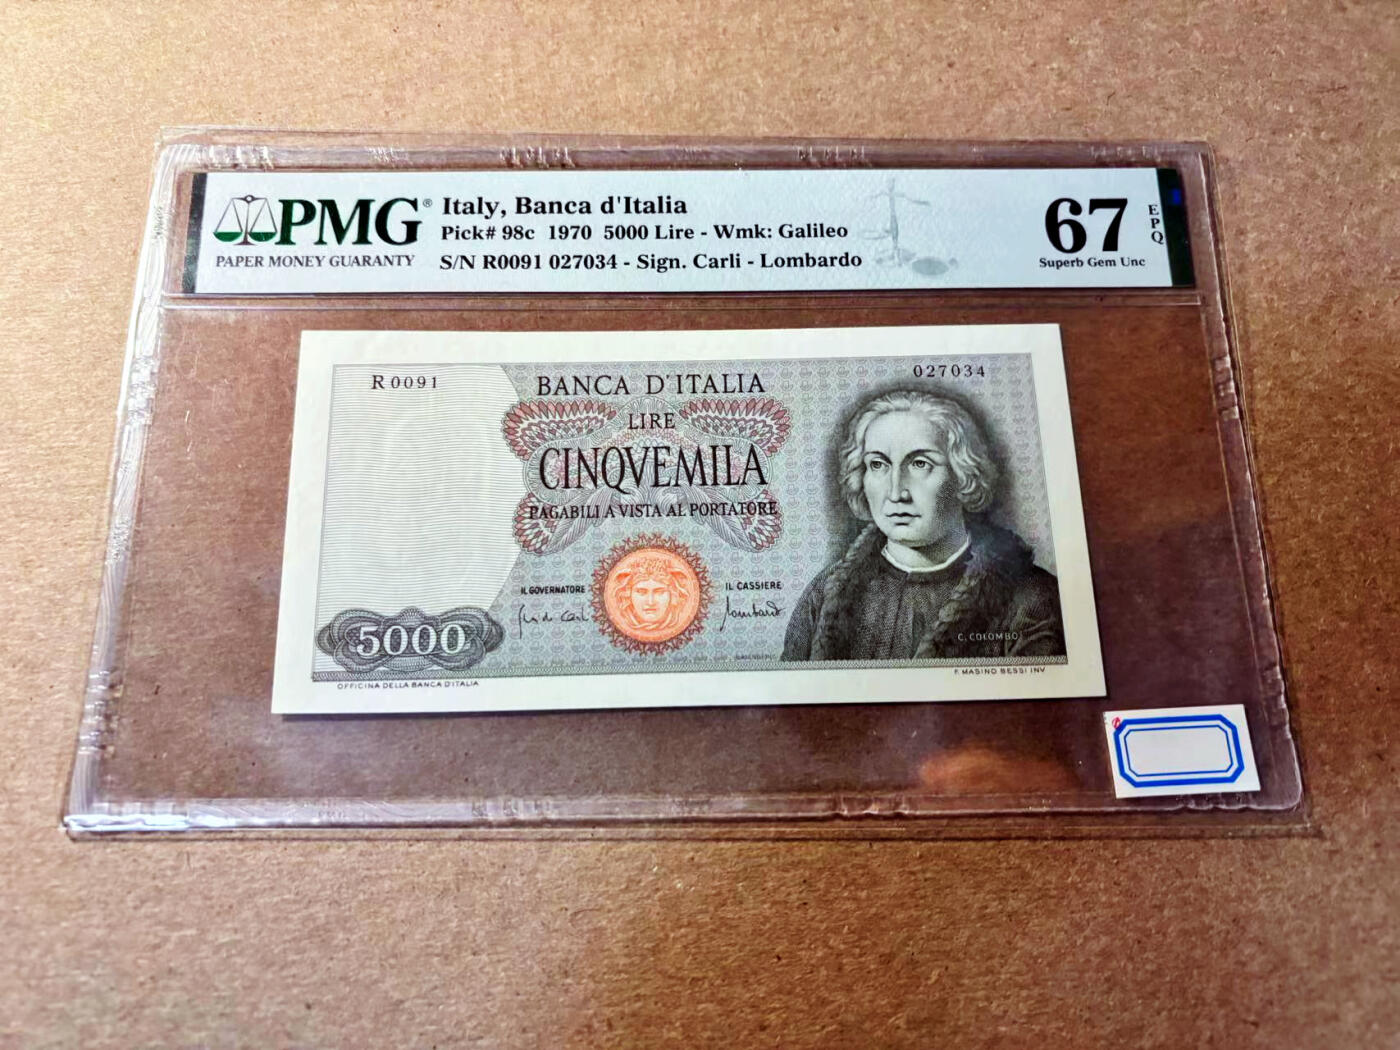 PMG®
PAPER MONEY GUARANTY
Italy, Banca d'Italia
Pick# 98c 1970 5000 Lire - Wmk: Galileo
S/N R0091 027034 - Sign. Carli - Lombardo
67
EPQ
Superb Gem Unc
R0091
027034
BANCA D'ITALIA
LIRE
CINQVEMILA
PAGABILI A VISTA AL PORTATORE
IL GOVERNATORE
IL CASSIERE
5000
C. COLOMBO
OFFICINA DELLA BANCA D'ITALIA
F. MASINO BESSI INV